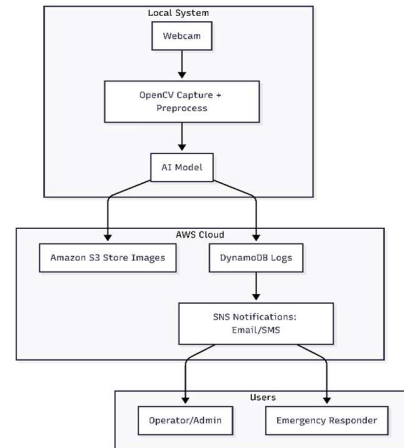 Local System
Webcam
OpenCV Capture +
Preprocess
AI Model
AWS Cloud
Amazon S3 Store Images
DynamoDB Logs
SNS Notifications:
Email/SMS
Users
Operator/Admin
Emergency Responder